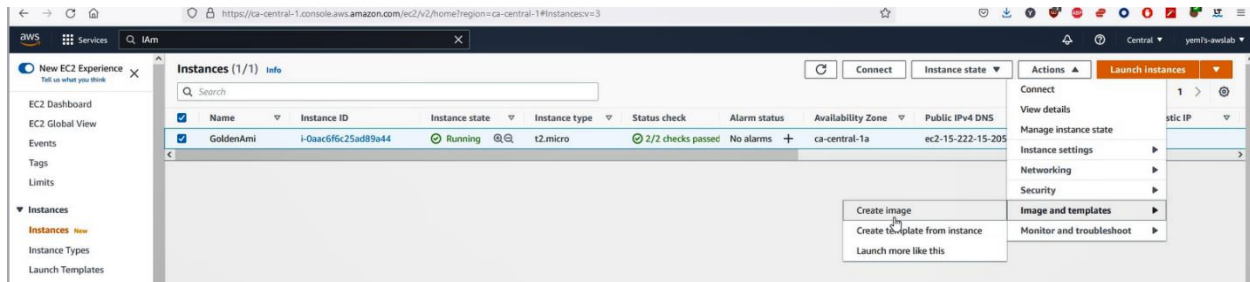 https://ca-central-1.console.aws.amazon.com/ec2/v2/home?region=ca-central-1#Instances:v=3
aws Services IAm Central yemi's-awslab
New EC2 Experience
Tell us what you think
EC2 Dashboard
EC2 Global View
Events
Tags
Limits
Instances
Instances New
Instance Types
Launch Templates
Instances (1/1) Info Connect Instance state Actions Launch instances
Search 1
Name Instance ID Instance state Instance type Status check Alarm status Availability Zone Public IPv4 DNS stic IP
GoldenAmi i-0aac6f6c25ad89a44 Running t2.micro 2/2 checks passed No alarms ca-central-1a ec2-15-222-15-205
Connect
View details
Manage instance state
Instance settings
Networking
Security
Image and templates
Monitor and troubleshoot
Create image
Create template from instance
Launch more like this